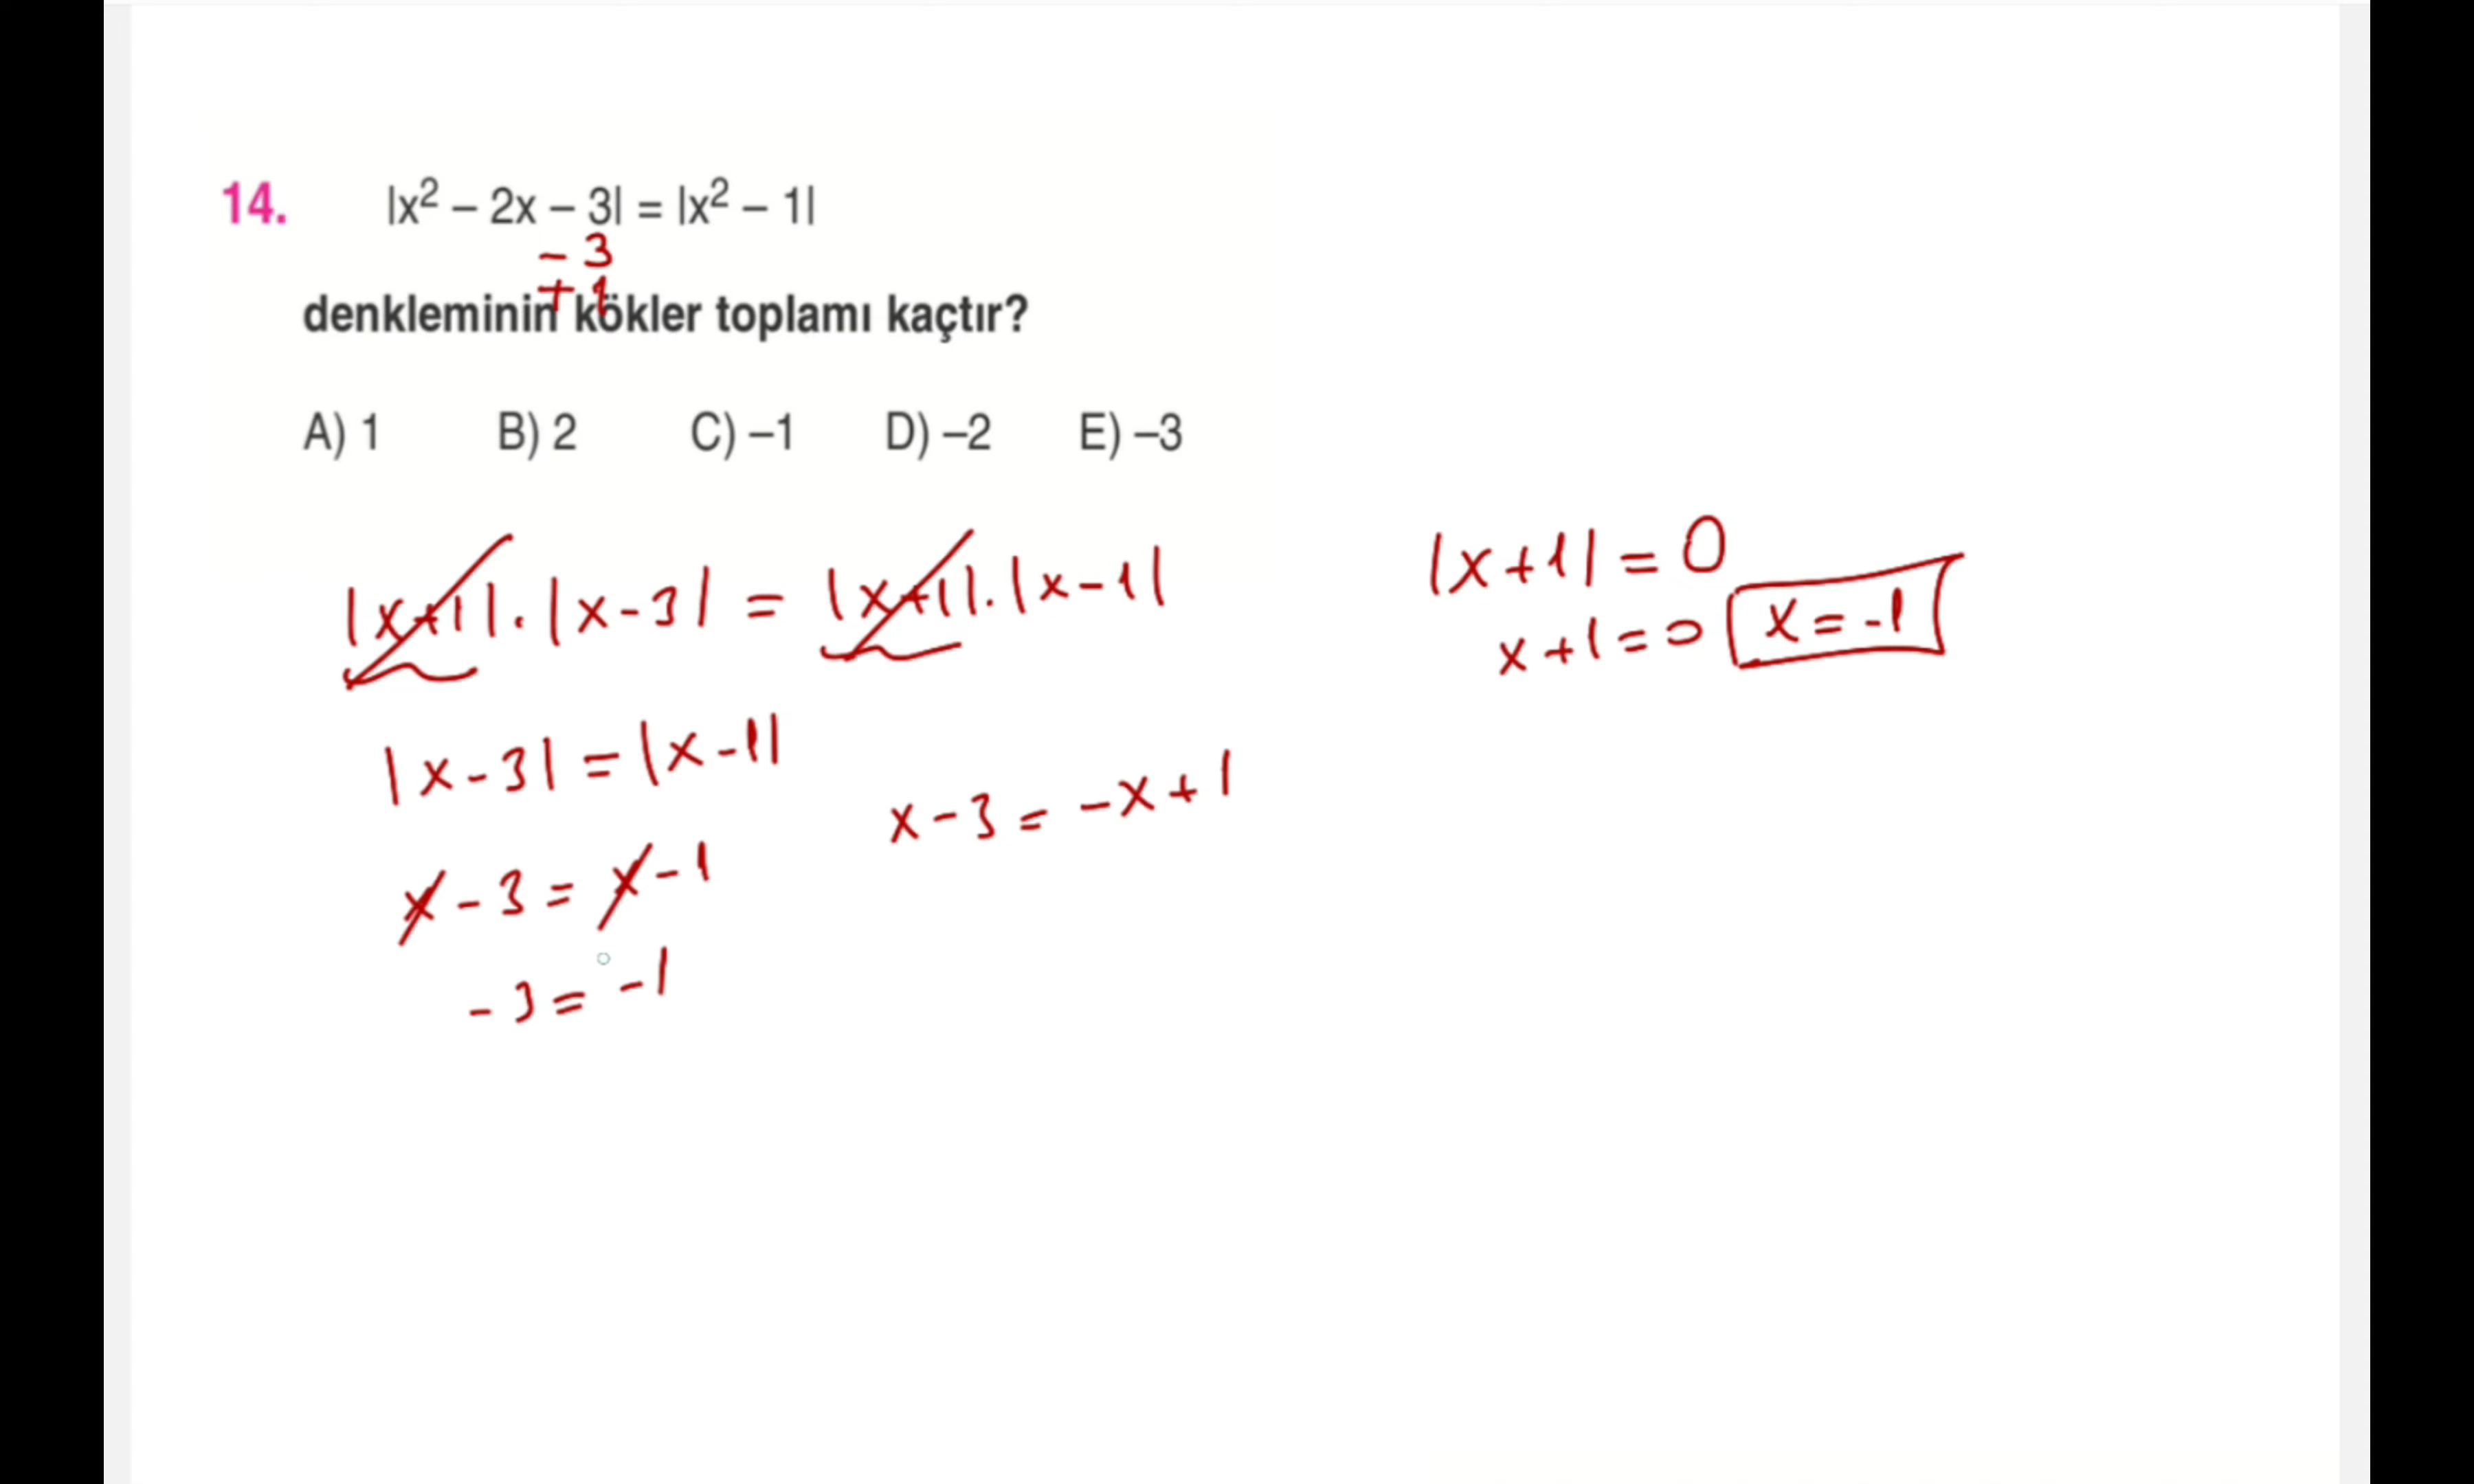 14. |x² – 2x – 3| = |x² – 1|
- 3
+ 1
denkleminin kökler toplamı kaçtır?
A) 1 B) 2 C) –1 D) –2 E) –3
|x+1|.|x-3| = |x+1|.|x-1|
|x+1| = 0
x+1=0 x=-1
|x-3|=|x-1|
x-3=-x+1
x-3=x-1
-3=-1